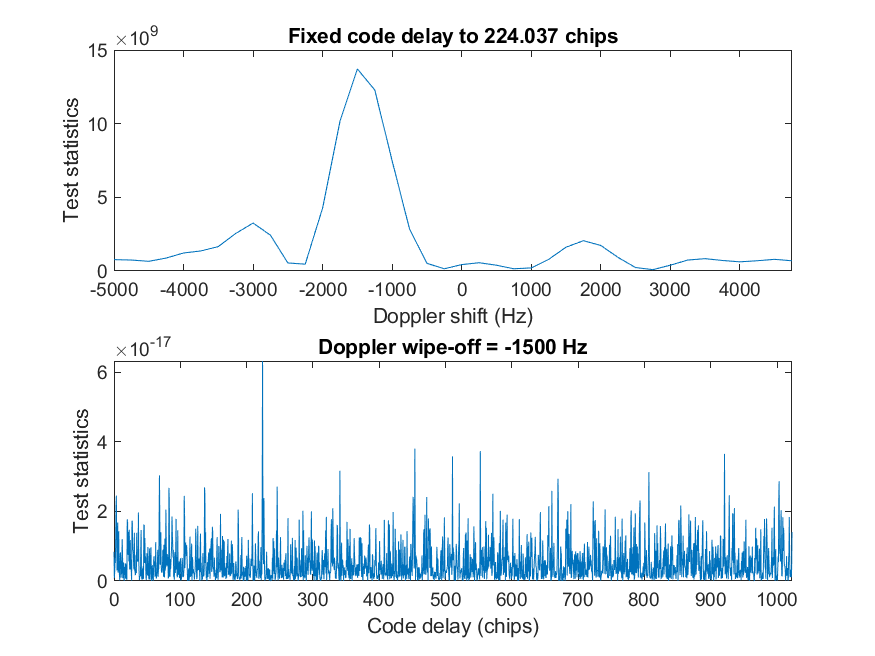 Fixed code delay to 224.037 chips
×10^9
15
10
5
0
Test statistics
-5000 -4000 -3000 -2000 -1000 0 1000 2000 3000 4000
Doppler shift (Hz)
Doppler wipe-off = -1500 Hz
×10^-17
6
4
2
0
Test statistics
0 100 200 300 400 500 600 700 800 900 1000
Code delay (chips)